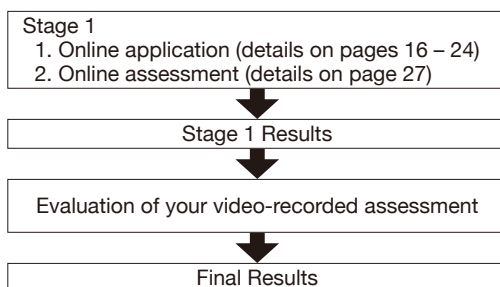 Stage 1
1. Online application (details on pages 16 – 24)
2. Online assessment (details on page 27)
Stage 1 Results
Evaluation of your video-recorded assessment
Final Results